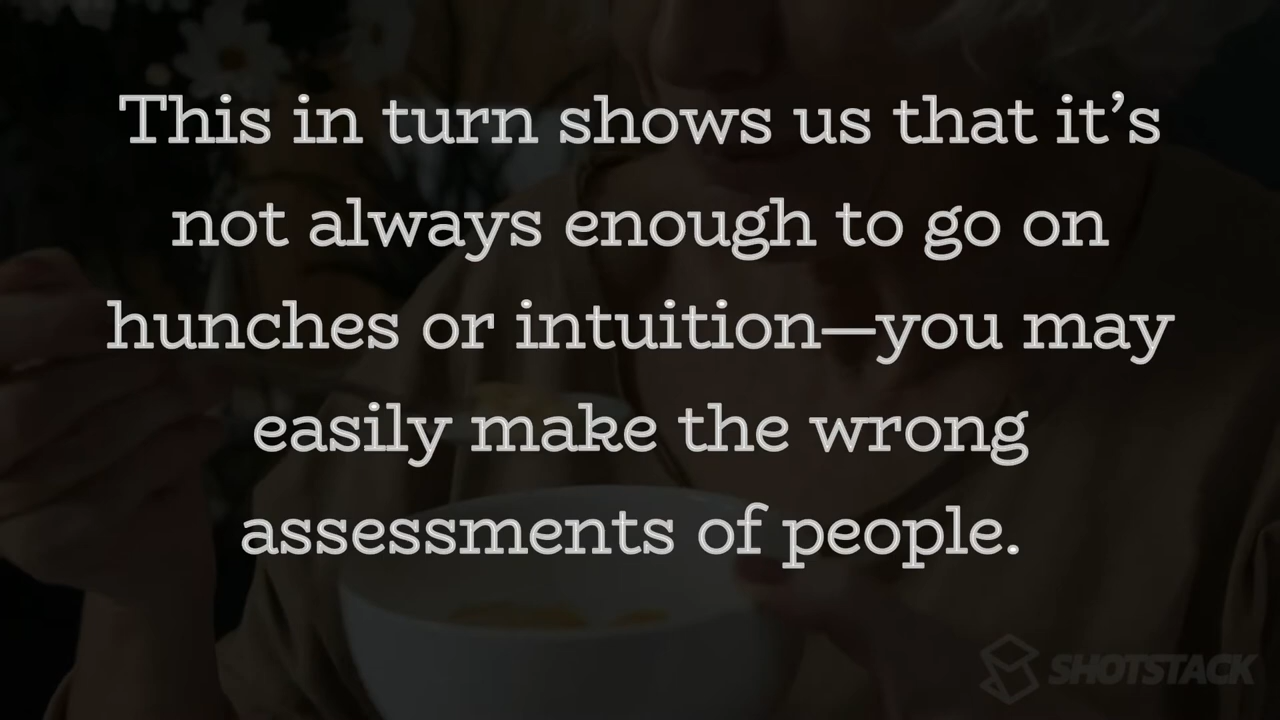 This in turn shows us that it’s
not always enough to go on
hunches or intuition—you may
easily make the wrong
assessments of people.
SHOTSTACK